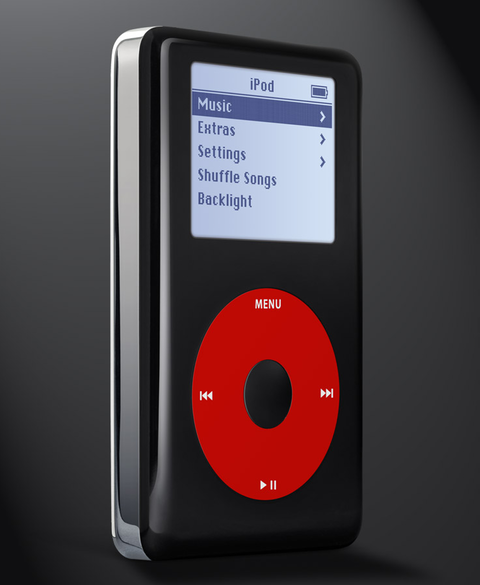 iPod
Music
Extras
Settings
Shuffle Songs
Backlight
MENU